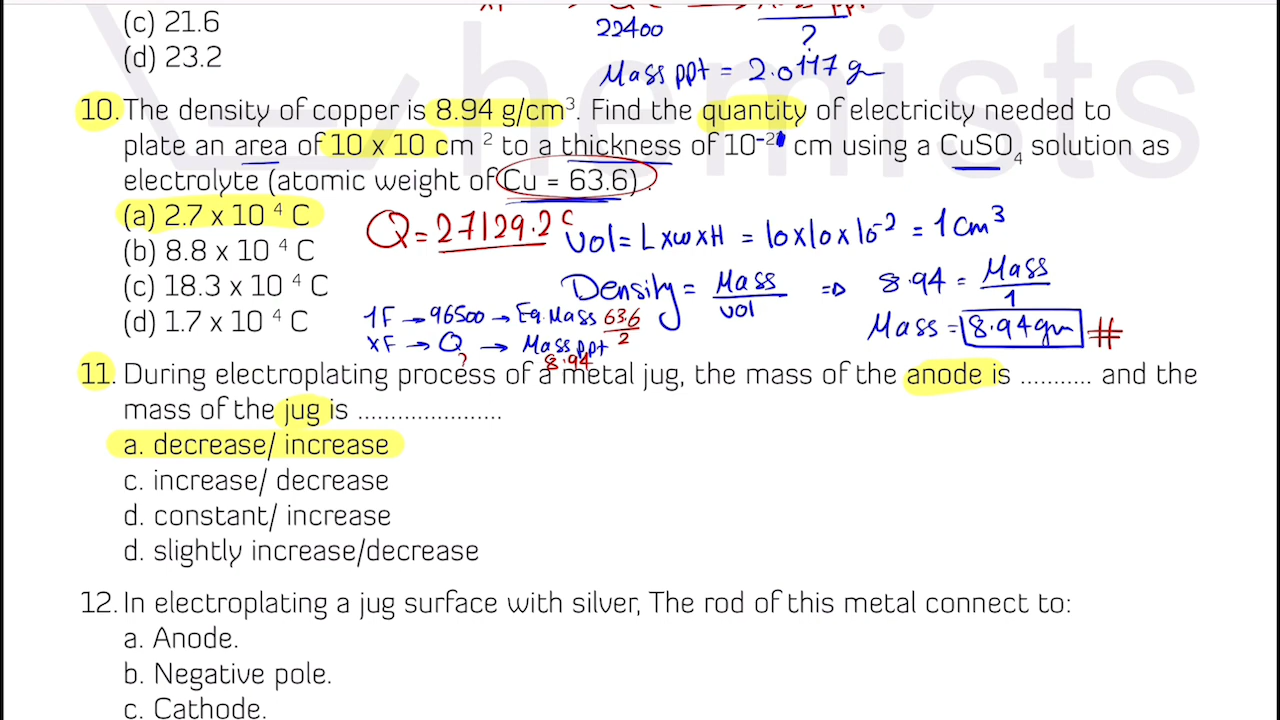 (c) 21.6
22400
?
(d) 23.2
Mass ppt = 2.0117 g
10. The density of copper is 8.94 g/cm³. Find the quantity of electricity needed to
plate an area of 10 x 10 cm ² to a thickness of 10⁻² cm using a CuSO₄ solution as
electrolyte (atomic weight of Cu = 63.6)
(a) 2.7 x 10 ⁴ C
Q = 27129.2 C
Vol = L x w x H = 10 x 10 x 10⁻² = 1 cm³
(b) 8.8 x 10 ⁴ C
(c) 18.3 x 10 ⁴ C
Density = Mass / vol => 8.94 = Mass / 1
(d) 1.7 x 10 ⁴ C
1F → 96500 → Eq. Mass 63.6 / 2
XF → Q → Mass ppt
? 8.94
Mass = 8.94 gm #
11. During electroplating process of a metal jug, the mass of the anode is ........... and the
mass of the jug is ......................
a. decrease/ increase
c. increase/ decrease
d. constant/ increase
d. slightly increase/decrease
12. In electroplating a jug surface with silver, The rod of this metal connect to:
a. Anode.
b. Negative pole.
c. Cathode.
hemists